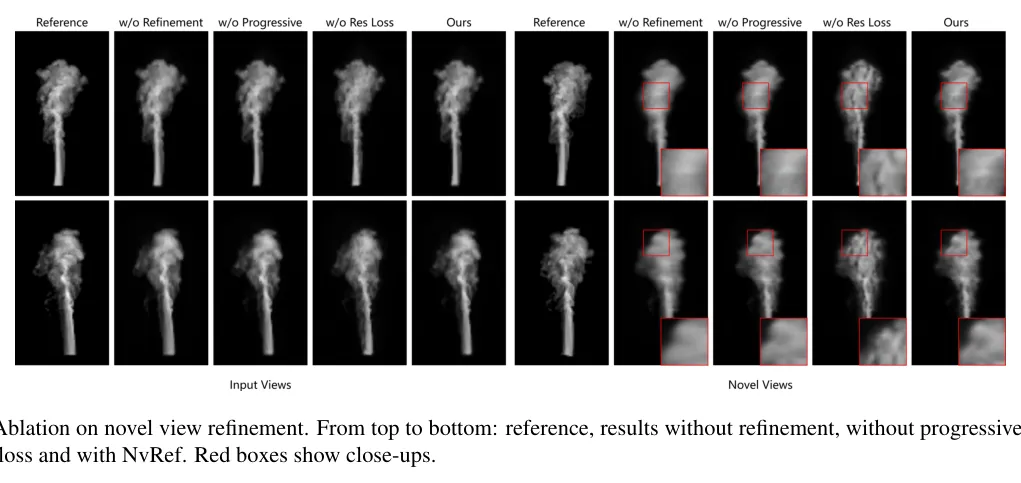 Reference w/o Refinement w/o Progressive w/o Res Loss Ours Reference w/o Refinement w/o Progressive w/o Res Loss Ours
Input Views Novel Views
Ablation on novel view refinement. From top to bottom: reference, results without refinement, without progressive
loss and with NvRef. Red boxes show close-ups.